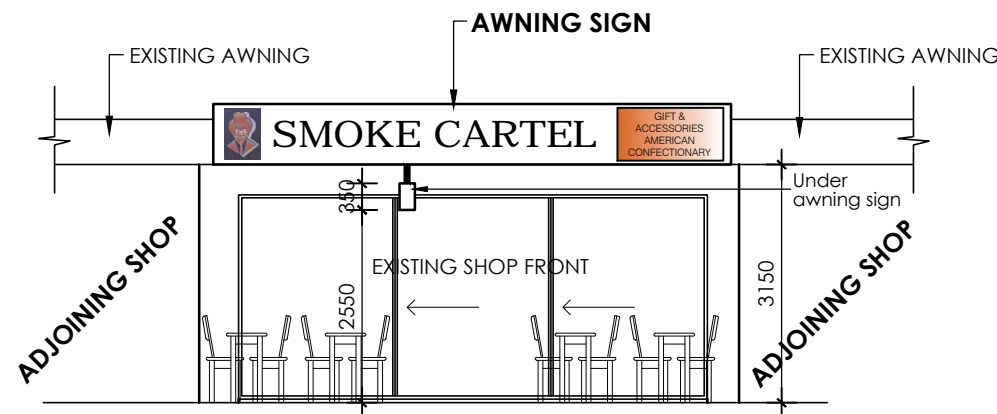 AWNING SIGN
EXISTING AWNING
EXISTING AWNING
SMOKE CARTEL
GIFT &
ACCESSORIES
AMERICAN
CONFECTIONARY
350
Under
awning sign
ADJOINING SHOP
EXISTING SHOP FRONT
2550
3150
ADJOINING SHOP